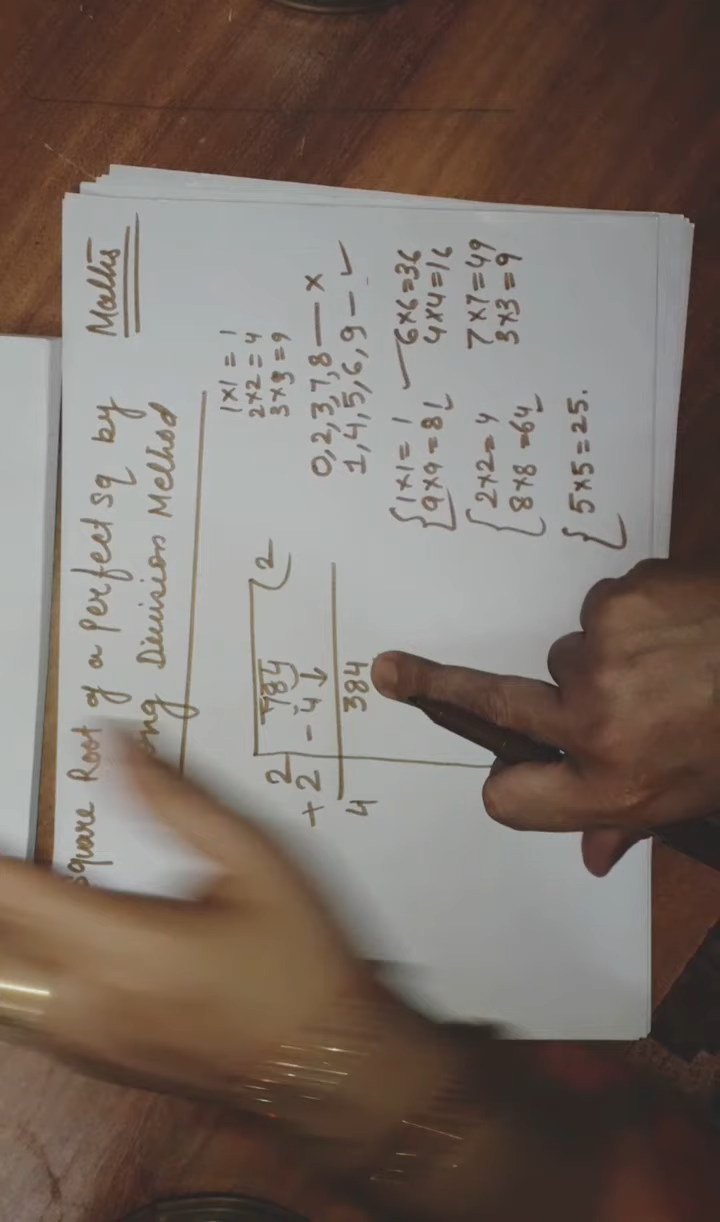 Maths
Square Root of a Perfect sq by
ong Division Method
1 x 1 = 1
2 x 2 = 4
3 x 3 = 9
0, 2, 3, 7, 8 — x
1, 4, 5, 6, 9 — ✓
1 x 1 = 1
9 x 9 = 81
6 x 6 = 36
4 x 4 = 16
2 x 2 = 4
8 x 8 = 64
7 x 7 = 49
3 x 3 = 9
5 x 5 = 25.
2 784 2
+ 2 - 4 ↓
4 384